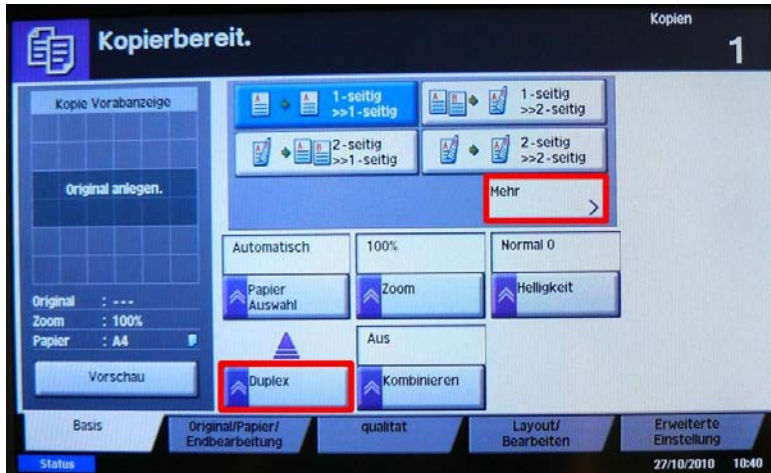 Kopierbereit.
Kopien
1
Kopie Vorabanzeige
Original anlegen.
Original : ---
Zoom : 100%
Papier : A4
Vorschau
1-seitig
>>1-seitig
1-seitig
>>2-seitig
2-seitig
>>1-seitig
2-seitig
>>2-seitig
Mehr
Automatisch
100%
Normal 0
Papier
Auswahl
Zoom
Helligkeit
Aus
Duplex
Kombinieren
Basis
Original/Papier/
Endbearbeitung
qualität
Layout/
Bearbeiten
Erweiterte
Einstellung
Status
27/10/2010 10:40